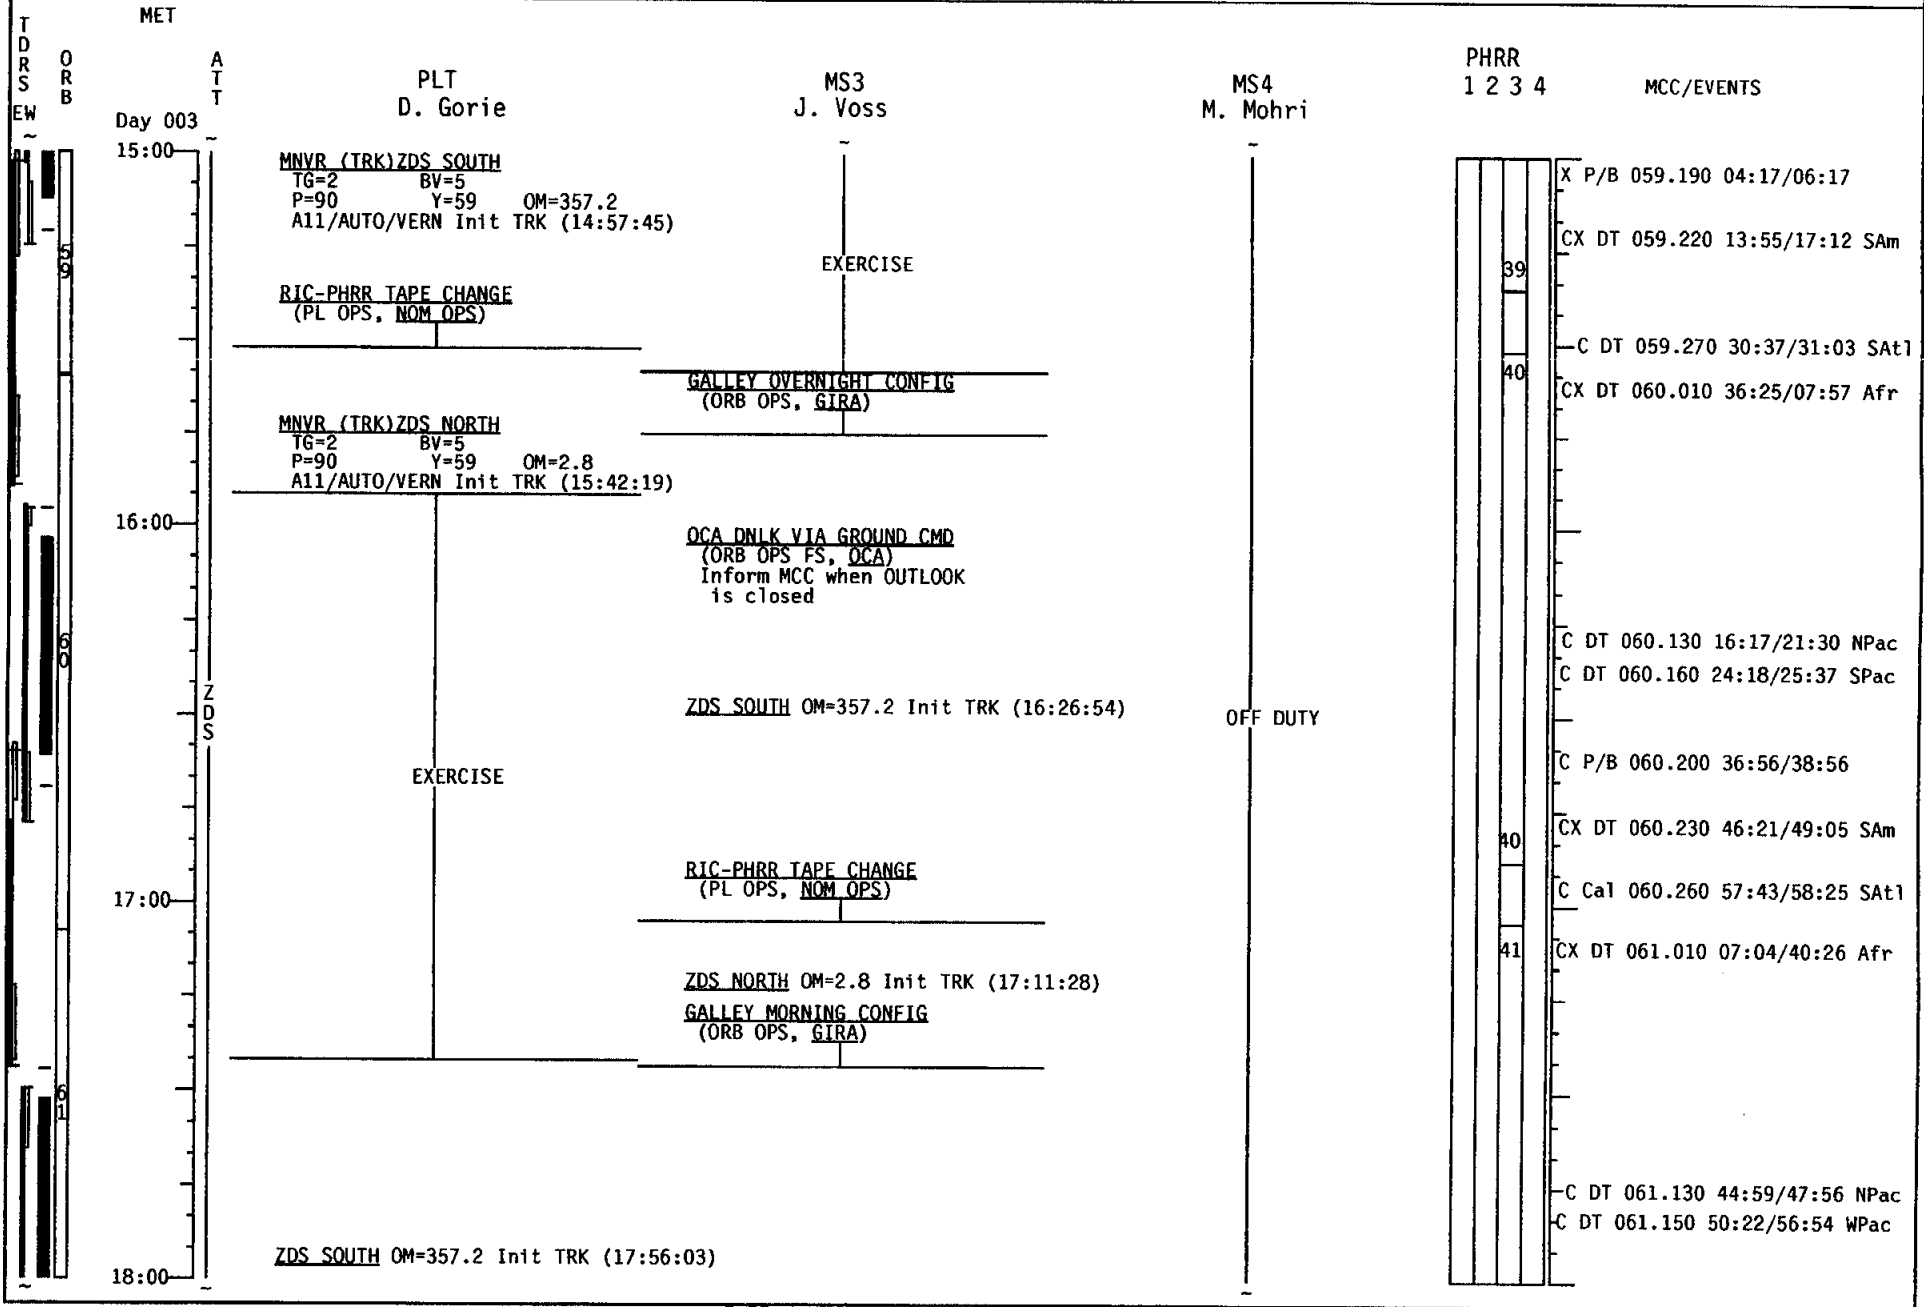 MET
TDRS
EW
ORB
ATT
PLT
D. Gorie
MS3
J. Voss
MS4
M. Mohri
PHRR
1 2 3 4
MCC/EVENTS
Day 003
15:00
16:00
17:00
18:00
59
60
61
ZDS
MNVR (TRK)ZDS SOUTH
TG=2 BV=5
P=90 Y=59 OM=357.2
A11/AUTO/VERN Init TRK (14:57:45)
RIC-PHRR TAPE CHANGE
(PL OPS, NOM OPS)
MNVR (TRK)ZDS NORTH
TG=2 BV=5
P=90 Y=59 OM=2.8
A11/AUTO/VERN Init TRK (15:42:19)
EXERCISE
ZDS SOUTH OM=357.2 Init TRK (17:56:03)
EXERCISE
GALLEY OVERNIGHT CONFIG
(ORB OPS, GIRA)
OCA DNLK VIA GROUND CMD
(ORB OPS FS, OCA)
Inform MCC when OUTLOOK
is closed
ZDS SOUTH OM=357.2 Init TRK (16:26:54)
RIC-PHRR TAPE CHANGE
(PL OPS, NOM OPS)
ZDS NORTH OM=2.8 Init TRK (17:11:28)
GALLEY MORNING CONFIG
(ORB OPS, GIRA)
OFF DUTY
39
40
40
41
X P/B 059.190 04:17/06:17
CX DT 059.220 13:55/17:12 SAm
C DT 059.270 30:37/31:03 SAtl
CX DT 060.010 36:25/07:57 Afr
C DT 060.130 16:17/21:30 NPac
C DT 060.160 24:18/25:37 SPac
C P/B 060.200 36:56/38:56
CX DT 060.230 46:21/49:05 SAm
C Cal 060.260 57:43/58:25 SAtl
CX DT 061.010 07:04/40:26 Afr
C DT 061.130 44:59/47:56 NPac
C DT 061.150 50:22/56:54 WPac